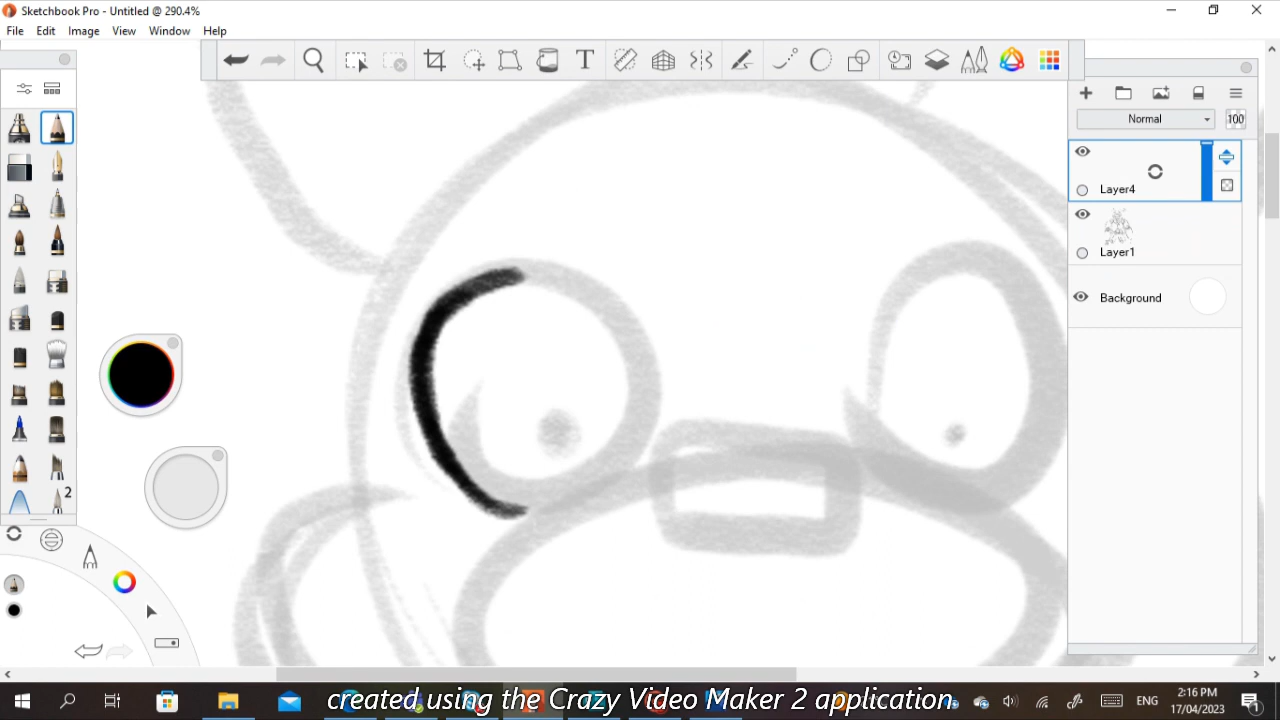 Sketchbook Pro - Untitled @ 290.4%
File Edit Image View Window Help
T
Normal 100
Layer4
Layer1
Background
2
created using the Crazy Video Maker 2 application.
ENG
2:16 PM
17/04/2023
1